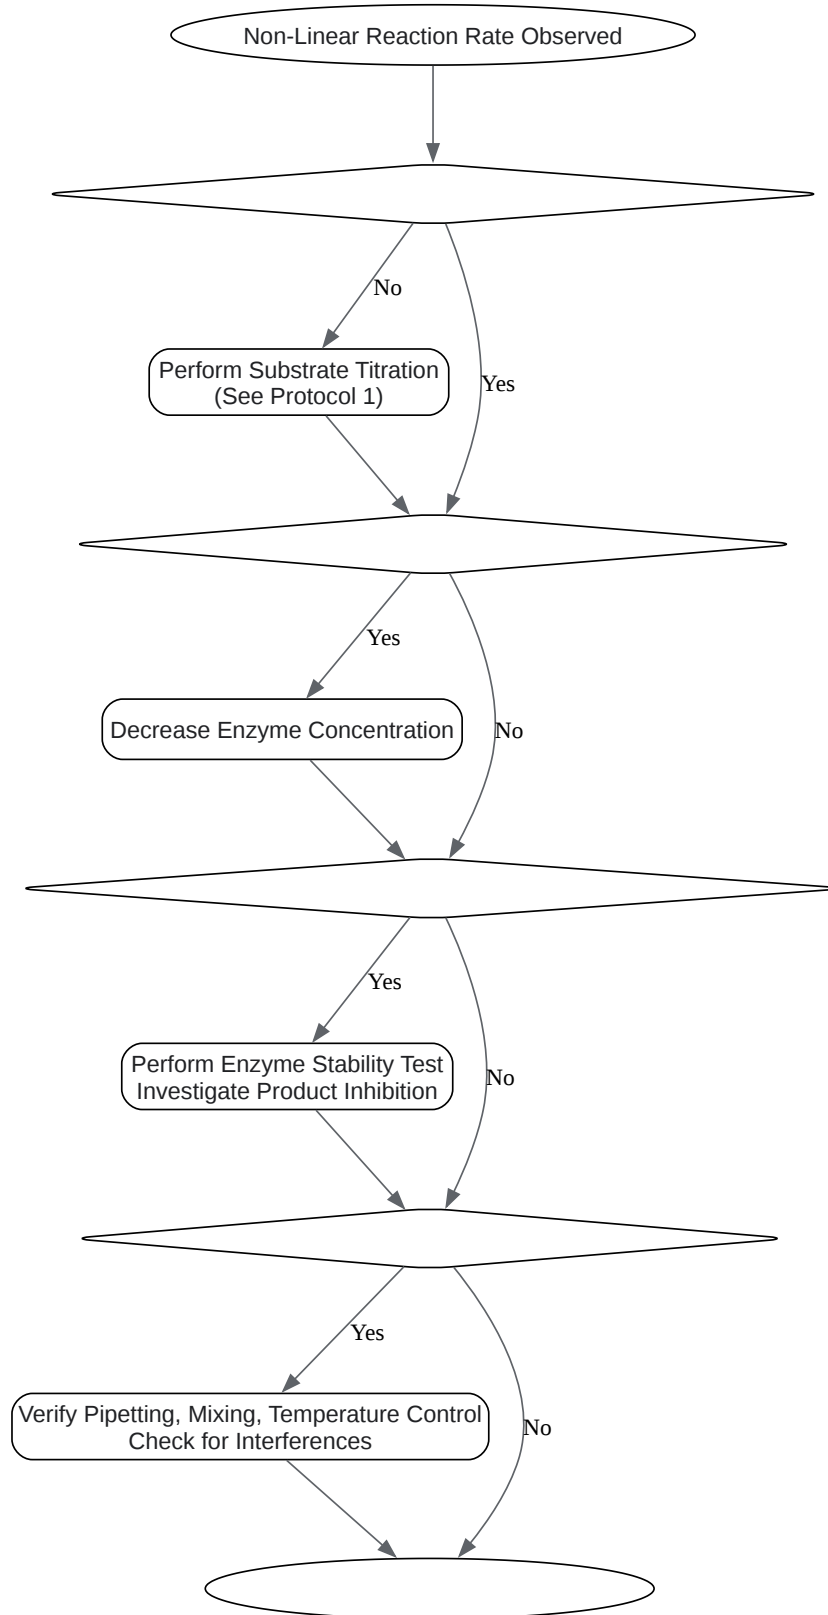 Non-Linear Reaction Rate Observed
No
Perform Substrate Titration
(See Protocol 1)
Yes
Yes
Decrease Enzyme Concentration
No
Yes
Perform Enzyme Stability Test
Investigate Product Inhibition
No
Yes
Verify Pipetting, Mixing, Temperature Control
Check for Interferences
No